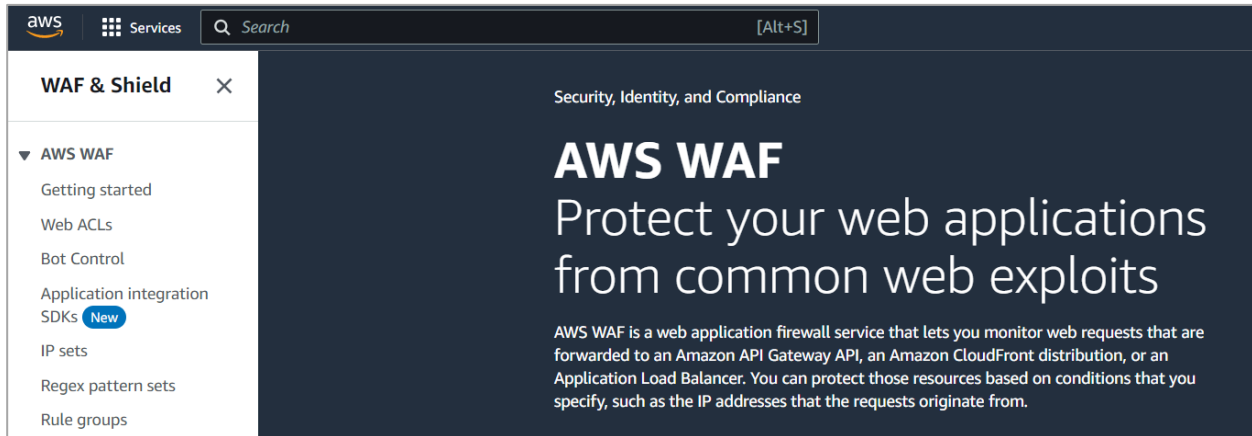 aws
Services
Search
[Alt+S]
WAF & Shield
AWS WAF
Getting started
Web ACLs
Bot Control
Application integration
SDKs New
IP sets
Regex pattern sets
Rule groups
Security, Identity, and Compliance
AWS WAF
Protect your web applications
from common web exploits
AWS WAF is a web application firewall service that lets you monitor web requests that are
forwarded to an Amazon API Gateway API, an Amazon CloudFront distribution, or an
Application Load Balancer. You can protect those resources based on conditions that you
specify, such as the IP addresses that the requests originate from.